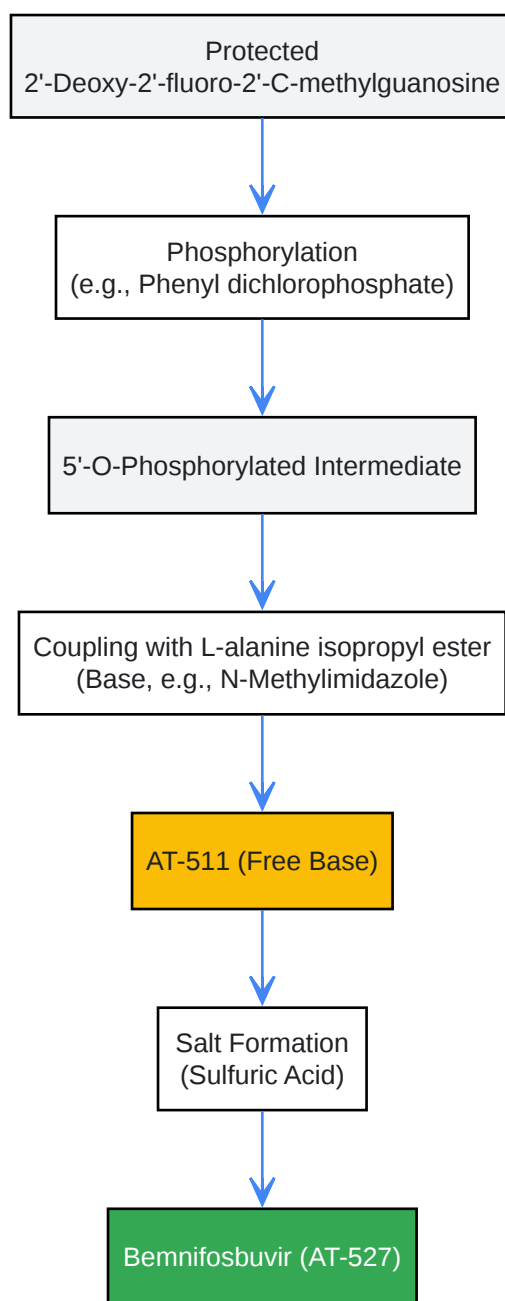 Protected
2'-Deoxy-2'-fluoro-2'-C-methylguanosine
Phosphorylation
(e.g., Phenyl dichlorophosphate)
5'-O-Phosphorylated Intermediate
Coupling with L-alanine isopropyl ester
(Base, e.g., N-Methylimidazole)
AT-511 (Free Base)
Salt Formation
(Sulfuric Acid)
Bemnifosbuvir (AT-527)